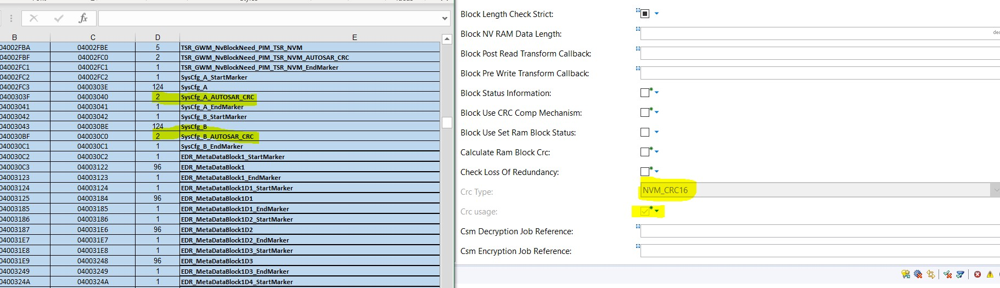 Styles
fx
B C D E
04002FBA 04002FBE 5 TSR_GWM_NvBlockNeed_PIM_TSR_NVM
04002FBF 04002FC0 2 TSR_GWM_NvBlockNeed_PIM_TSR_NVM_AUTOSAR_CRC
04002FC1 04002FC1 1 TSR_GWM_NvBlockNeed_PIM_TSR_NVM_EndMarker
04002FC2 04002FC2 1 SysCfg_A_StartMarker
04002FC3 0400303E 124 SysCfg_A
0400303F 04003040 2 SysCfg_A_AUTOSAR_CRC
04003041 04003041 1 SysCfg_A_EndMarker
04003042 04003042 1 SysCfg_B_StartMarker
04003043 040030BE 124 SysCfg_B
040030BF 040030C0 2 SysCfg_B_AUTOSAR_CRC
040030C1 040030C1 1 SysCfg_B_EndMarker
040030C2 040030C2 1 EDR_MetaDataBlock1_StartMarker
040030C3 04003122 96 EDR_MetaDataBlock1
04003123 04003123 1 EDR_MetaDataBlock1_EndMarker
04003124 04003124 1 EDR_MetaDataBlock1D1_StartMarker
04003125 04003184 96 EDR_MetaDataBlock1D1
04003185 04003185 1 EDR_MetaDataBlock1D1_EndMarker
04003186 04003186 1 EDR_MetaDataBlock1D2_StartMarker
04003187 040031E6 96 EDR_MetaDataBlock1D2
040031E7 040031E7 1 EDR_MetaDataBlock1D2_EndMarker
040031E8 040031E8 1 EDR_MetaDataBlock1D3_StartMarker
040031E9 04003248 96 EDR_MetaDataBlock1D3
04003249 04003249 1 EDR_MetaDataBlock1D3_EndMarker
0400324A 0400324A 1 EDR_MetaDataBlock1D4_StartMarker
Block Length Check Strict:
Block NV RAM Data Length: dec
Block Post Read Transform Callback:
Block Pre Write Transform Callback:
Block Status Information:
Block Use CRC Comp Mechanism:
Block Use Set Ram Block Status:
Calculate Ram Block Crc:
Check Loss Of Redundancy:
Crc Type: NVM_CRC16
Crc usage:
Csm Decryption Job Reference:
Csm Encryption Job Reference: